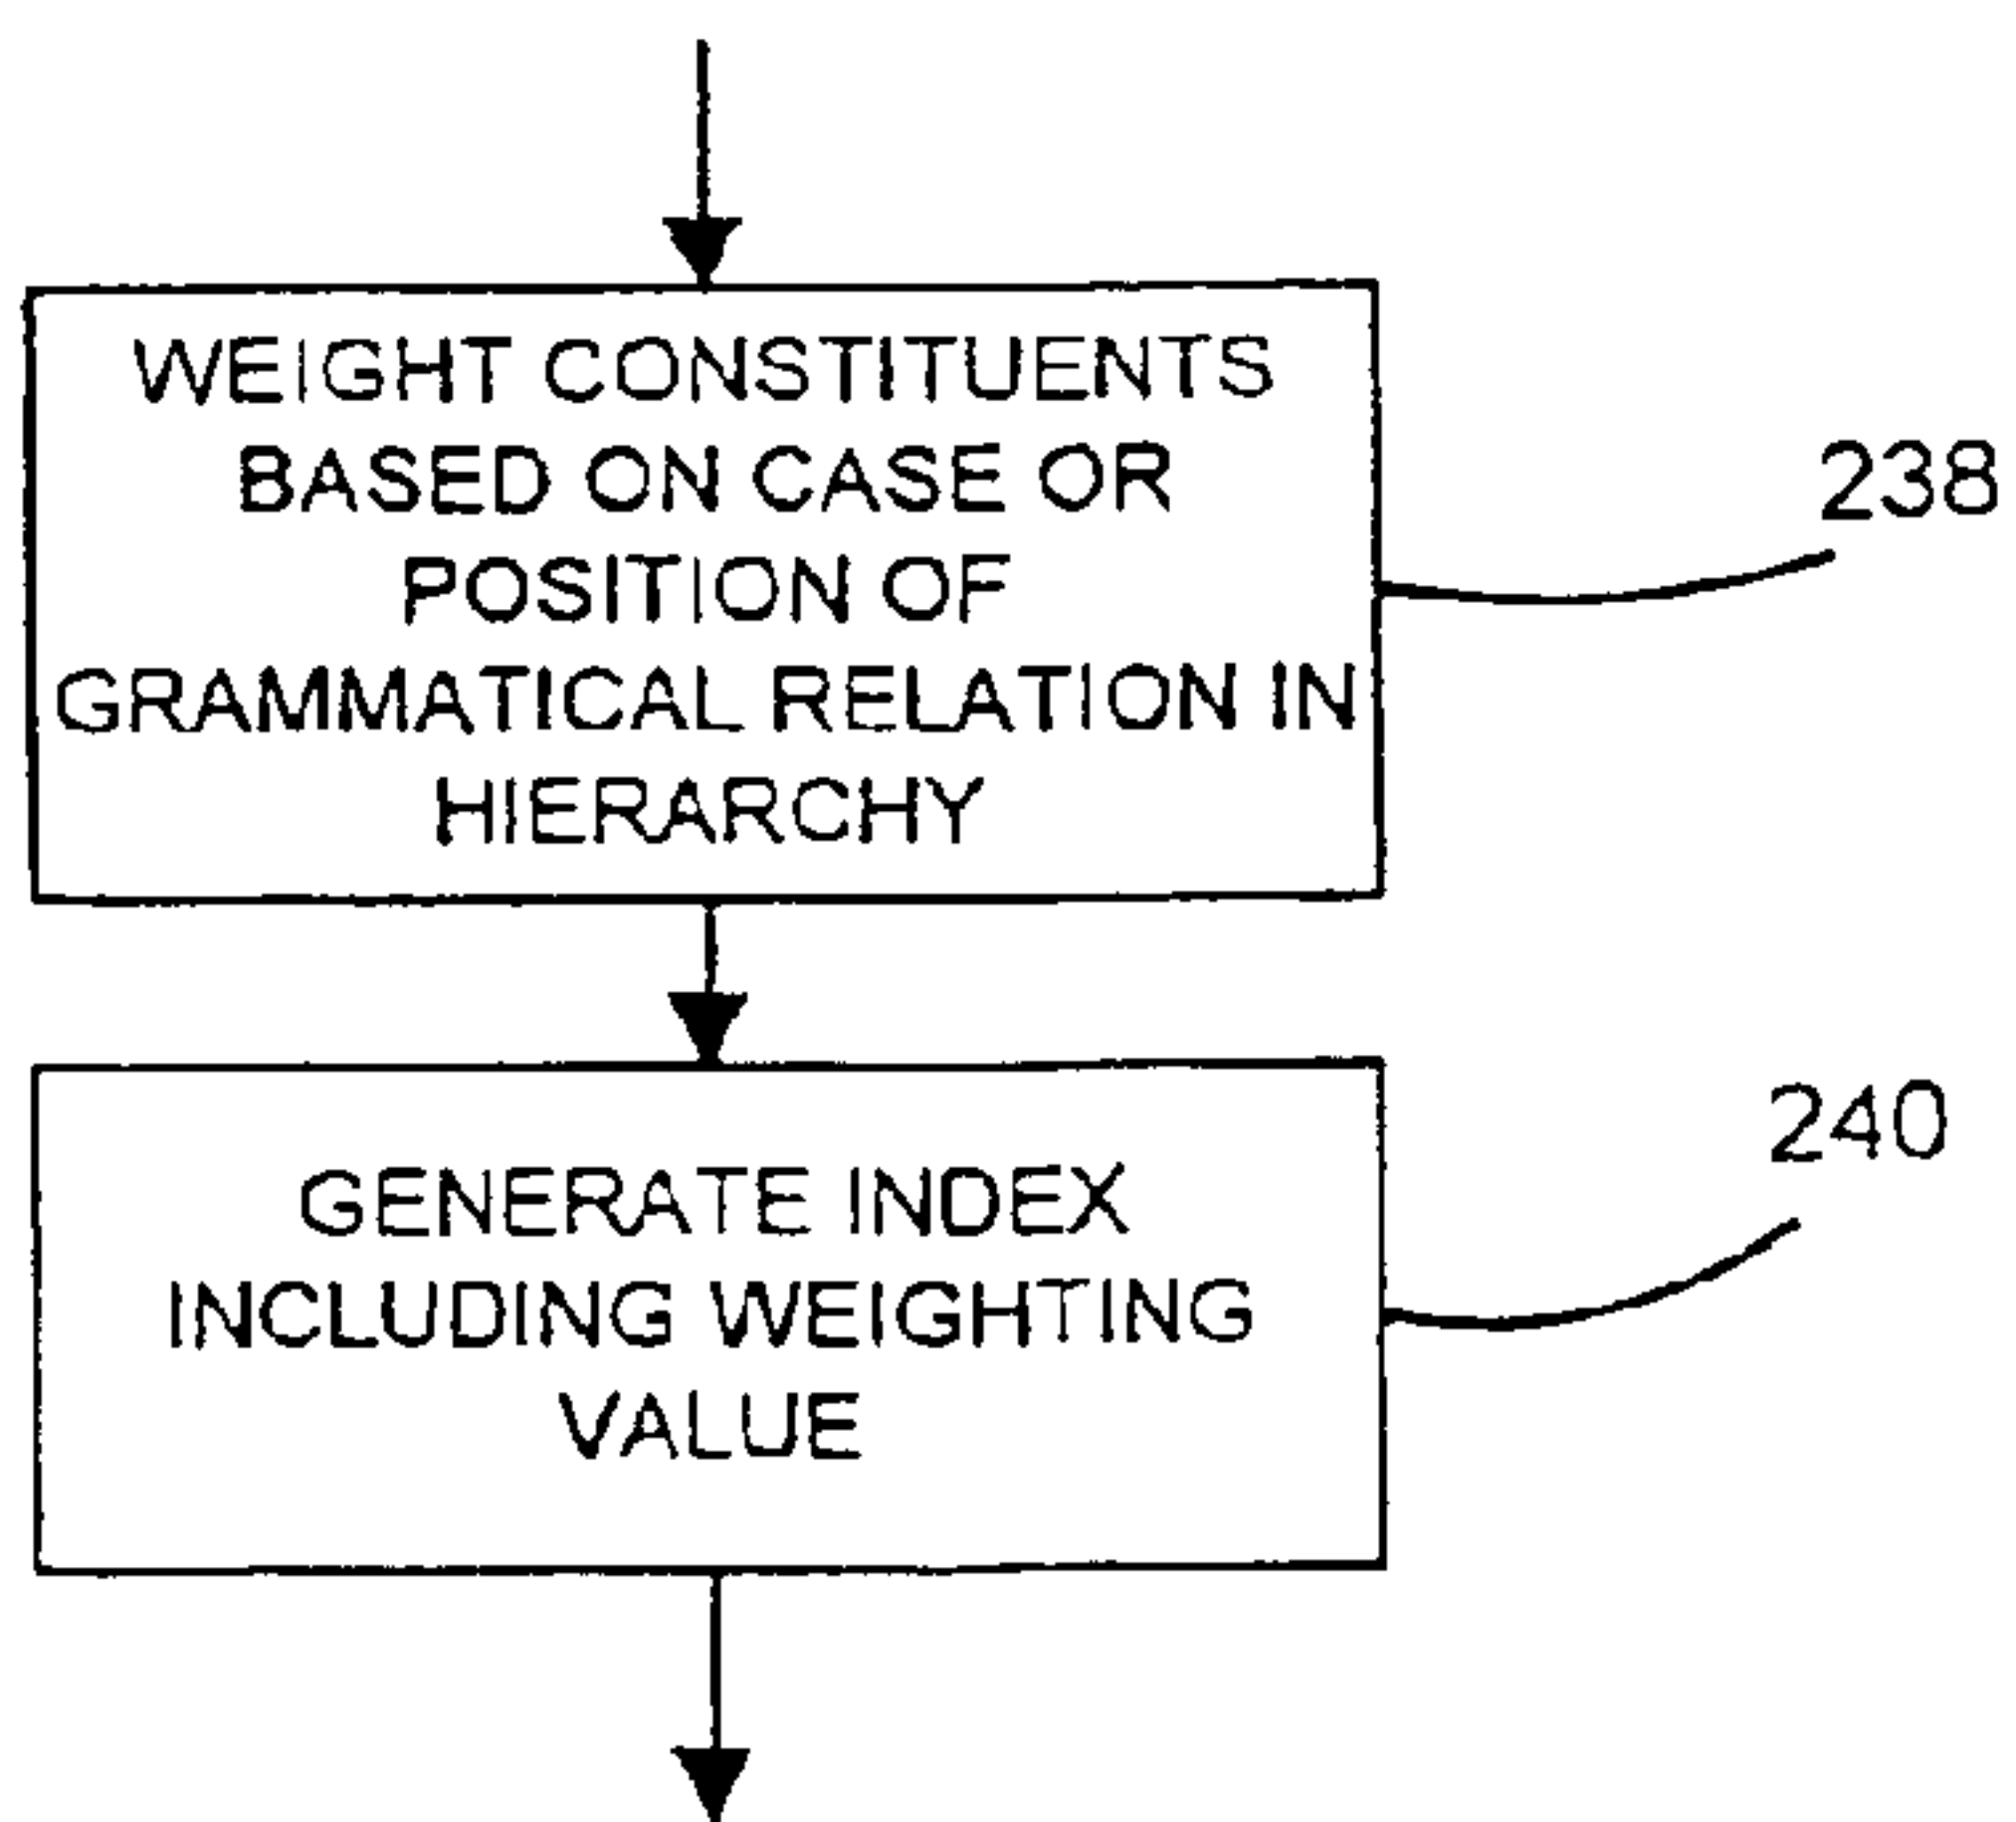 WEIGHT CONSTITUENTS
BASED ON CASE OR
POSITION OF
GRAMMATICAL RELATION IN
HIERARCHY
238
GENERATE INDEX
INCLUDING WEIGHTING
VALUE
240